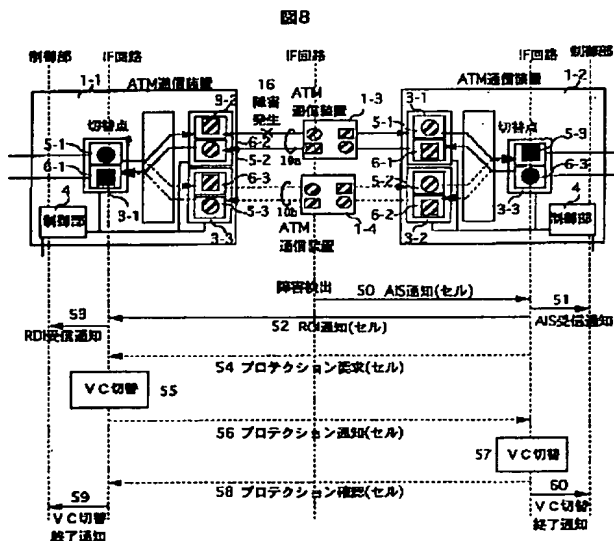 図8
制御部
IF回路
IF回路
IF回路
制御部
1-1
ATM通信装置
1-2
ATM通信装置
切替点
5-1
6-1
3-1
4
制御部
3-2
6-2
5-2
6-3
5-3
3-3
16
障害
発生
10a
10b
ATM
通信装置
1-3
1-4
ATM
通信装置
3-1
5-1
6-1
5-2
6-2
3-2
切替点
5-3
6-3
3-3
4
制御部
障害検出
50 AIS通知(セル)
51
AIS受信通知
53
RDI受信通知
52 RDI通知(セル)
54 プロテクション要求(セル)
VC切替
55
56 プロテクション通知(セル)
57
VC切替
58 プロテクション確認(セル)
59
VC切替
終了通知
60
VC切替
終了通知